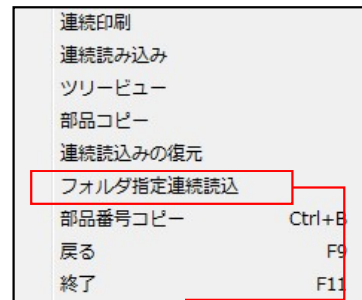 連続印刷
連続読み込み
ツリービュー
部品コピー
連続読込みの復元
フォルダ指定連続読込
部品番号コピー Ctrl+B
戻る F9
終了 F11